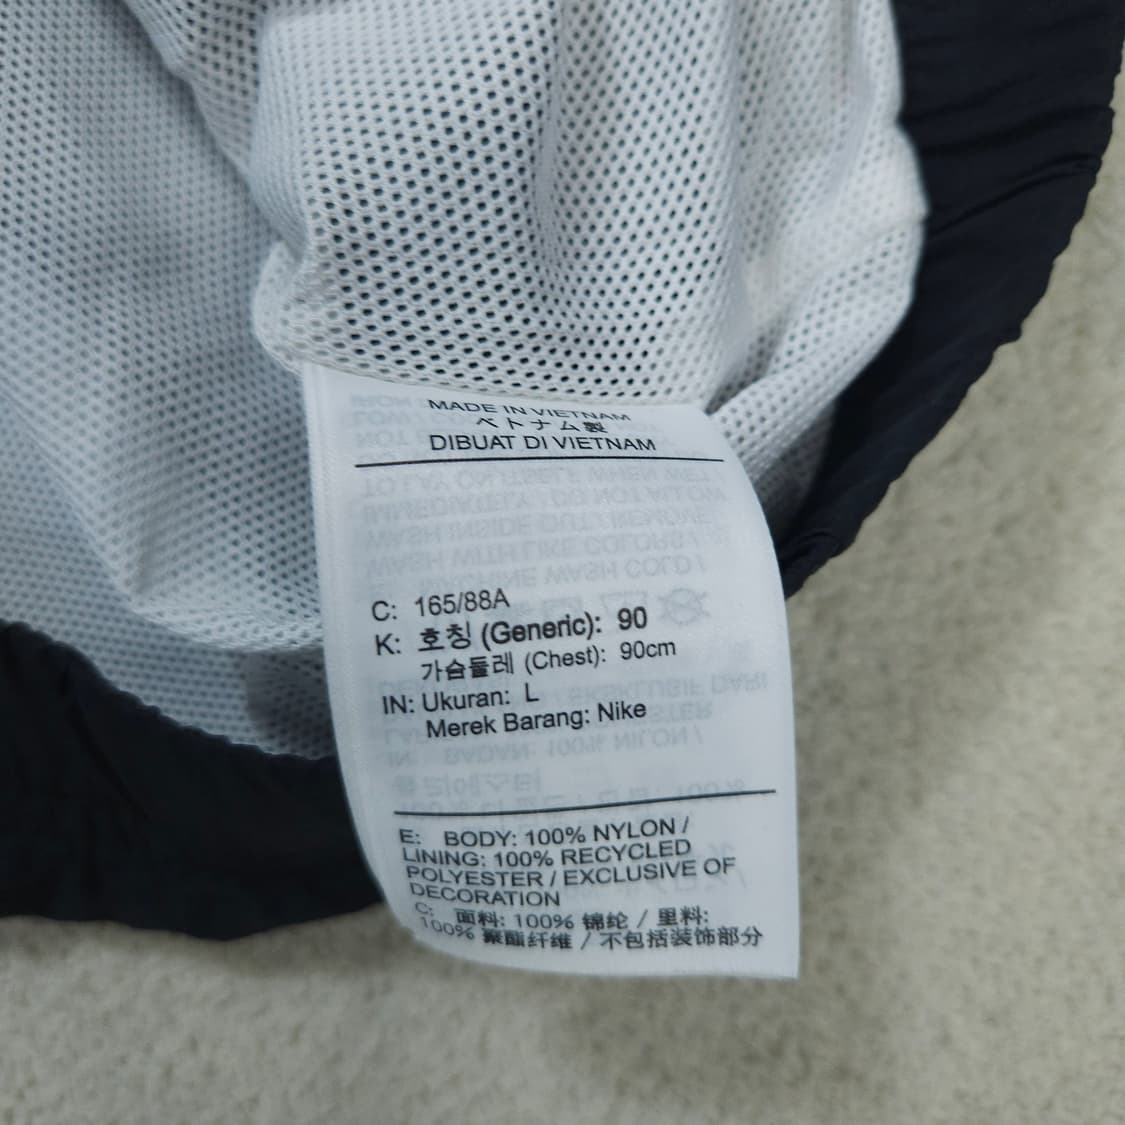 MADE IN VIETNAM
ベトナム製
DIBUAT DI VIETNAM
C: 165/88A
K: 호칭 (Generic): 90
가슴둘레 (Chest): 90cm
IN: Ukuran: L
Merek Barang: Nike
E: BODY: 100% NYLON /
LINING: 100% RECYCLED
POLYESTER / EXCLUSIVE OF
DECORATION
C: 面料: 100% 锦纶 / 里料:
100% 聚酯纤维 / 不包括装饰部分